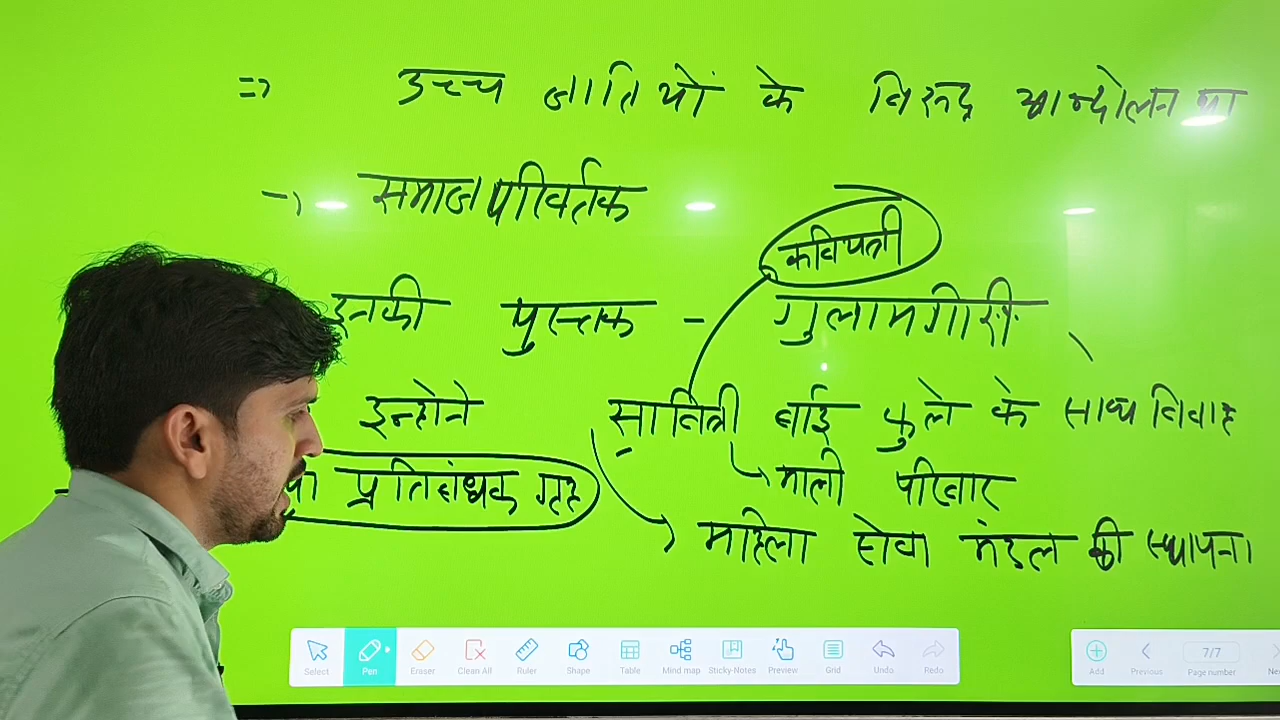 => उच्च जातियों के विरुद्ध आन्दोलन था
→ समाज परिवर्तक
कवियत्री
इनकी पुस्तक - गुलामगीरी
इन्होने सावित्री बाई फुले के साथ विवाह
माली परिवार
प्रतिबंधक गृह
महिला सेवा मंडल की स्थापना
Select
Pen
Eraser
Clean All
Ruler
Shape
Table
Mind map
Sticky-Notes
Preview
Grid
Undo
Redo
Add
Previous
7/7
Page number